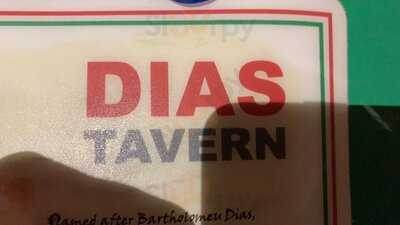 DIAS
TAVERN
Named after Bartholomeu Dias,